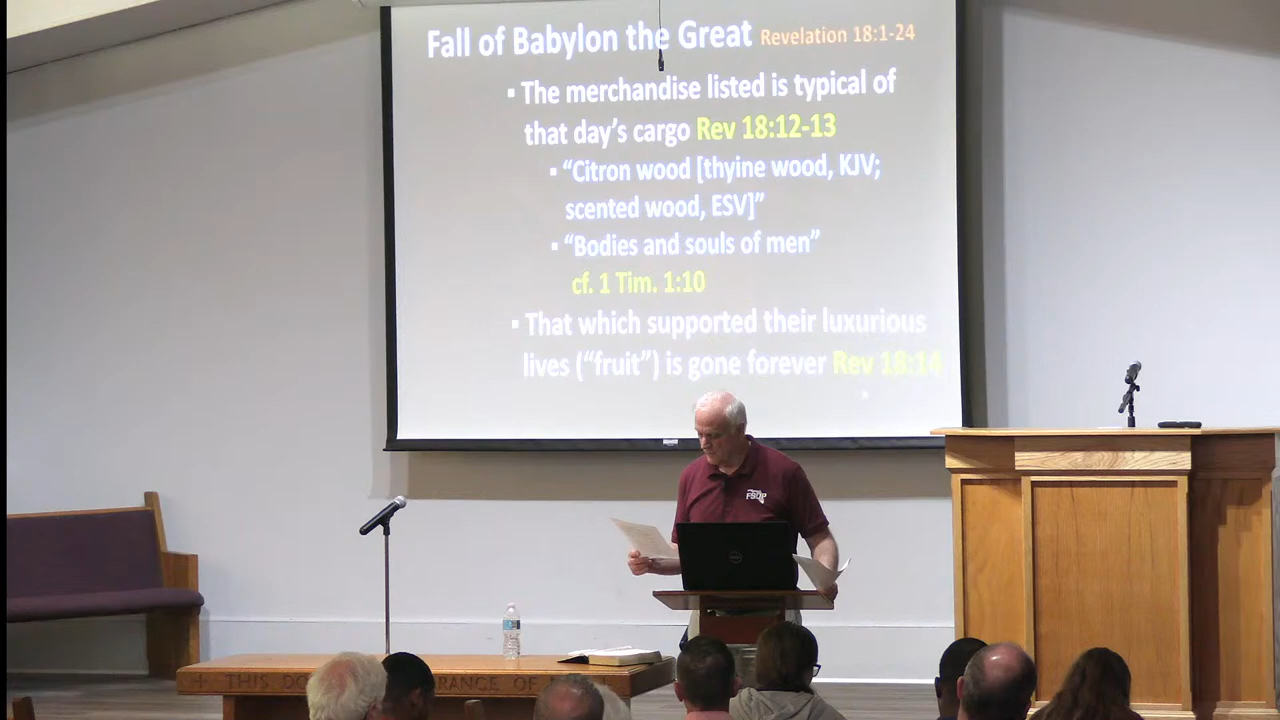 Fall of Babylon the Great Revelation 18:1-24
▪ The merchandise listed is typical of
that day's cargo Rev 18:12-13
▪ “Citron wood [thyine wood, KJV;
scented wood, ESV]”
▪ “Bodies and souls of men”
cf. 1 Tim. 1:10
▪ That which supported their luxurious
lives (“fruit”) is gone forever Rev 18:14
THIS DO RANCE OF